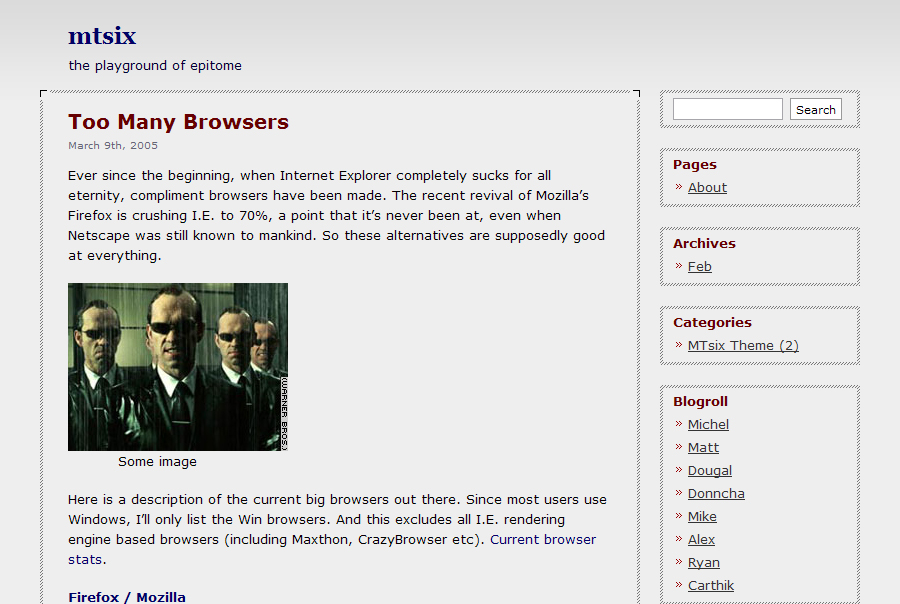 mtsix
the playground of epitome
Too Many Browsers
March 9th, 2005
Ever since the beginning, when Internet Explorer completely sucks for all
eternity, compliment browsers have been made. The recent revival of Mozilla’s
Firefox is crushing I.E. to 70%, a point that it’s never been at, even when
Netscape was still known to mankind. So these alternatives are supposedly good
at everything.
(WARNER BROS.)
Some image
Here is a description of the current big browsers out there. Since most users use
Windows, I’ll only list the Win browsers. And this excludes all I.E. rendering
engine based browsers (including Maxthon, CrazyBrowser etc). Current browser
stats.
Firefox / Mozilla
Search
Pages
» About
Archives
» Feb
Categories
» MTsix Theme (2)
Blogroll
» Michel
» Matt
» Dougal
» Donncha
» Mike
» Alex
» Ryan
» Carthik